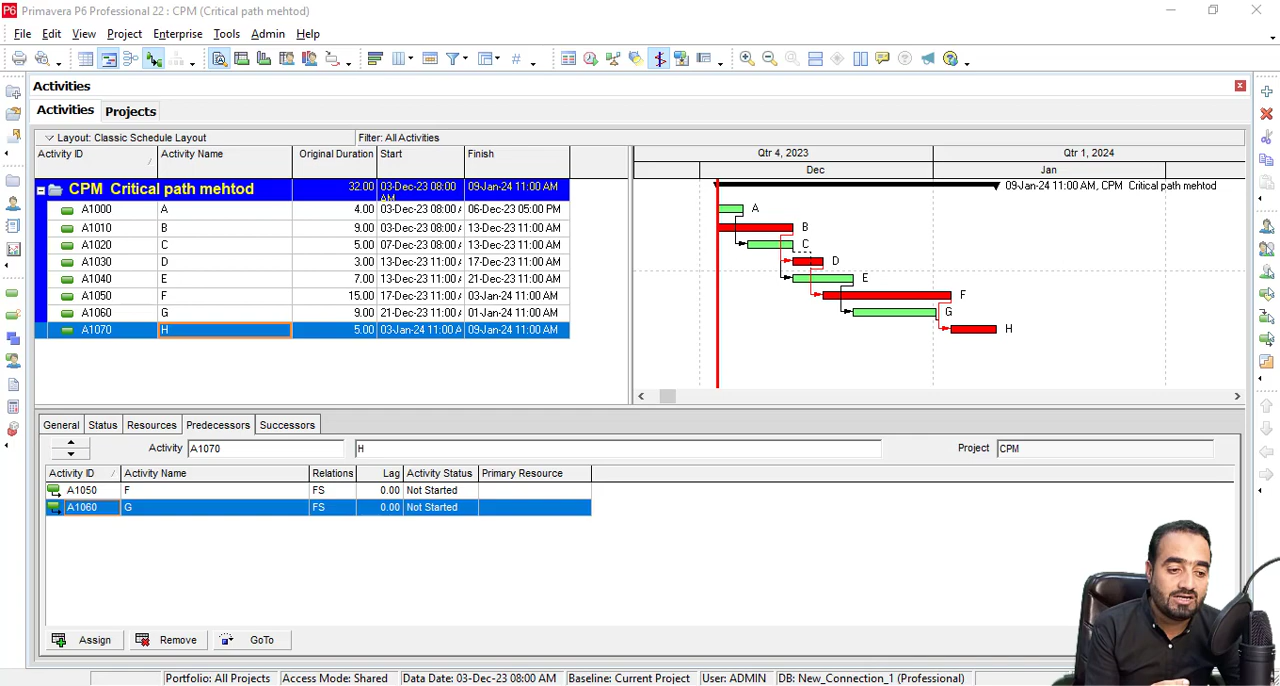 P6 Primavera P6 Professional 22 : CPM (Critical path mehtod)
File Edit View Project Enterprise Tools Admin Help
Activities
Activities Projects
Layout: Classic Schedule Layout Filter: All Activities
Activity ID Activity Name Original Duration Start Finish
Qtr 4, 2023 Qtr 1, 2024
Dec Jan
CPM Critical path mehtod 32.00 03-Dec-23 08:00 AM 09-Jan-24 11:00 AM
09-Jan-24 11:00 AM, CPM Critical path mehtod
A1000 A 4.00 03-Dec-23 08:00 A 06-Dec-23 05:00 PM A
A1010 B 9.00 03-Dec-23 08:00 A 13-Dec-23 11:00 AM B
A1020 C 5.00 07-Dec-23 08:00 A 13-Dec-23 11:00 AM C
A1030 D 3.00 13-Dec-23 11:00 A 17-Dec-23 11:00 AM D
A1040 E 7.00 13-Dec-23 11:00 A 21-Dec-23 11:00 AM E
A1050 F 15.00 17-Dec-23 11:00 A 03-Jan-24 11:00 AM F
A1060 G 9.00 21-Dec-23 11:00 A 03-Jan-24 11:00 AM G
A1070 H 5.00 03-Jan-24 11:00 A 09-Jan-24 11:00 AM H
General Status Resources Predecessors Successors
Activity A1070 H Project CPM
Activity ID Activity Name Relations Lag Activity Status Primary Resource
A1050 F FS 0.00 Not Started
A1060 G FS 0.00 Not Started
Assign Remove GoTo
Portfolio: All Projects Access Mode: Shared Data Date: 03-Dec-23 08:00 AM Baseline: Current Project User: ADMIN DB: New_Connection_1 (Professional)